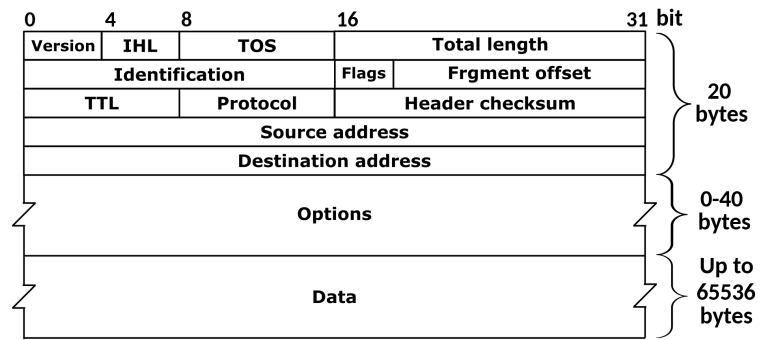 0 4 8 16 31 bit
Version IHL TOS Total length
Identification Flags Frgment offset
TTL Protocol Header checksum
Source address
Destination address
20
bytes
Options
0-40
bytes
Data
Up to
65536
bytes